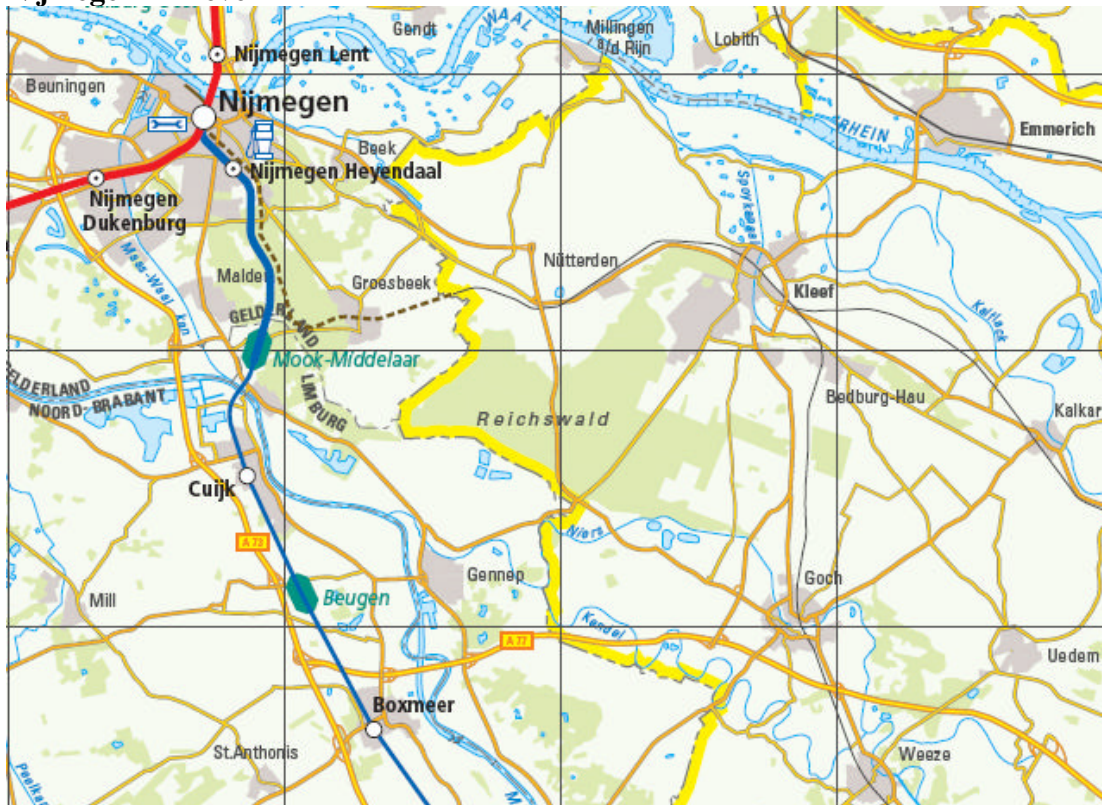 WAAL
Gendt
Millingen
a/d Rijn
Lobith
Nijmegen Lent
Beuningen
Nijmegen
RHEIN
Emmerich
Beek
Nijmegen Heyendaal
Nijmegen
Dukenburg
Spoykanaal
Maas-Waal kan
Malden
Groesbeek
Nütterden
Kleef
Kalflack
GELDERLAND
Mook-Middelaar
LIMBURG
GELDERLAND
NOORD-BRABANT
Reichswald
Bedburg-Hau
Kalkar
Cuijk
A 73
Niers
Gennep
Goch
Mill
Beugen
Kendel
A 77
Uedem
Boxmeer
St.Anthonis
Weeze